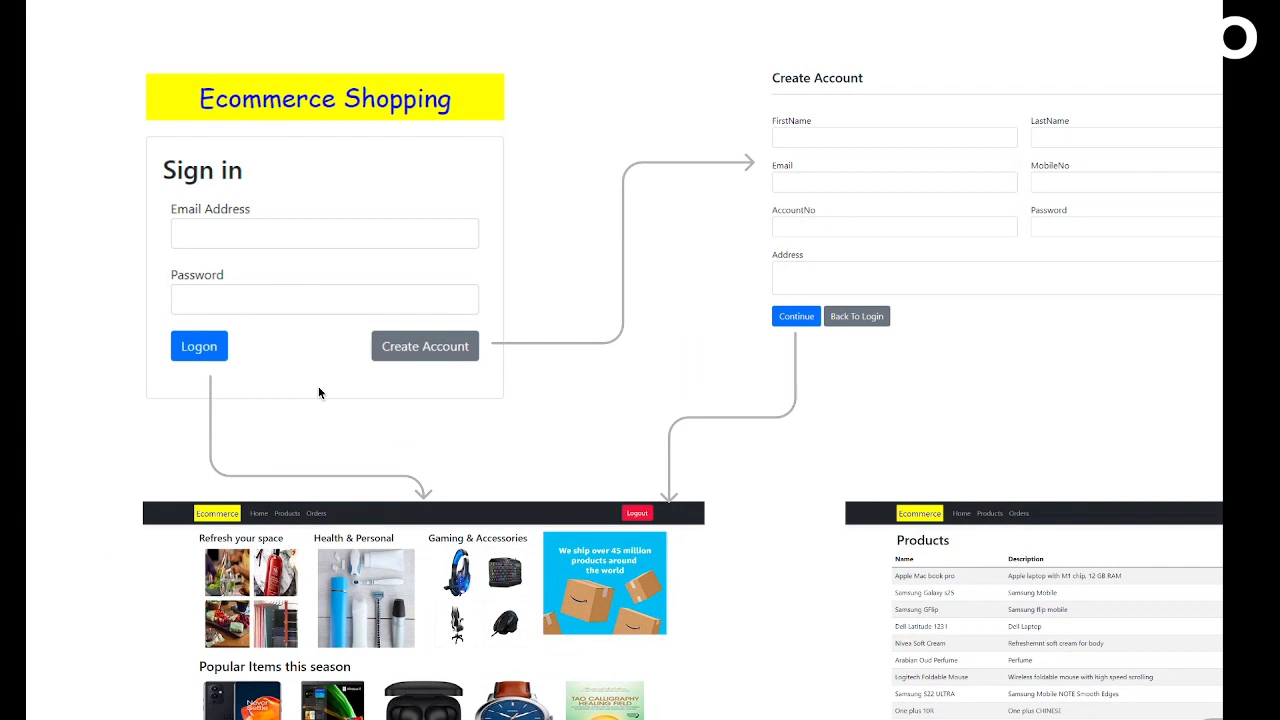 Ecommerce Shopping
Sign in
Email Address
Password
Logon
Create Account
Create Account
FirstName
LastName
Email
MobileNo
AccountNo
Password
Address
Continue
Back To Login
Ecommerce
Home
Products
Orders
Logout
Refresh your space
Health & Personal
Gaming & Accessories
We ship over 45 million
products around
the world
Popular Items this season
Never
Settle
TAO CALLIGRAPHY
HEALING FIELD
Ecommerce
Home
Products
Orders
Products
Name
Description
Apple Mac book pro
Apple laptop with M1 chip, 12 GB RAM
Samsung Galaxy s25
Samsung Mobile
Samsung GFlip
Samsung flip mobile
Dell Latitude 1231
Dell Laptop
Nivea Soft Cream
Refreshemnt soft cream for body
Arabian Oud Perfume
Perfume
Logitech Foldable Mouse
Wireless foldable mouse with high speed scrolling
Samsung S22 ULTRA
Samsung Mobile NOTE Smooth Edges
One plus 10R
One plus CHINESE